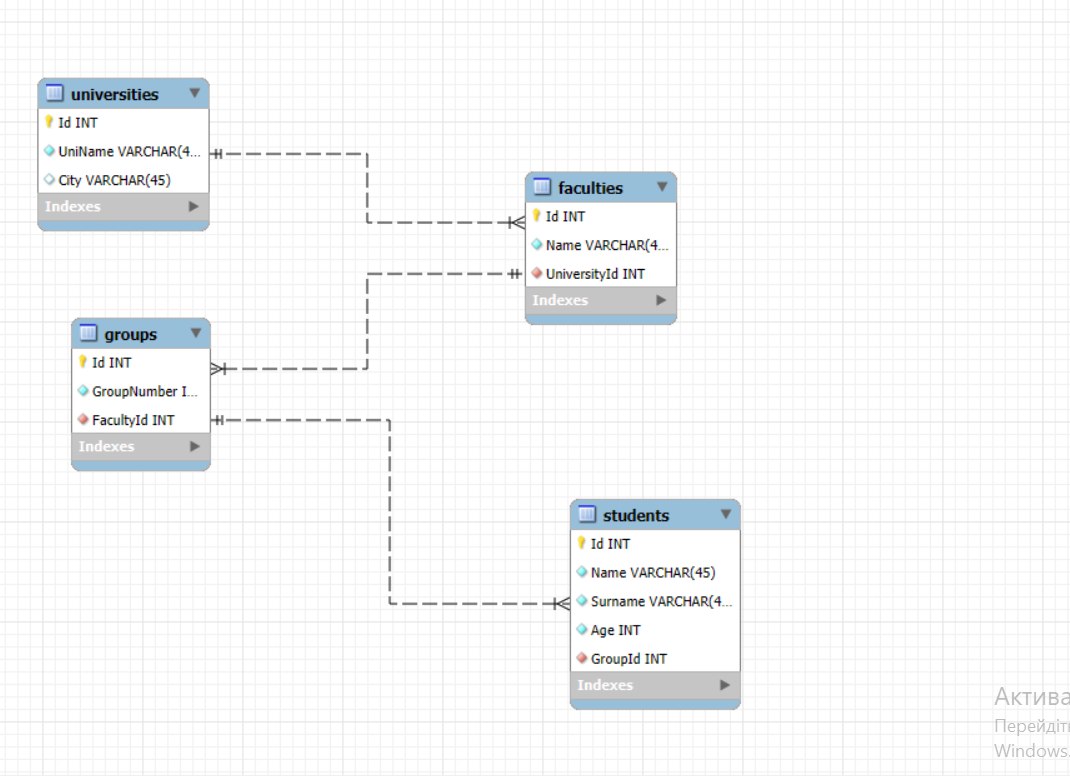 universities
Id INT
UniName VARCHAR(4...
City VARCHAR(45)
Indexes
faculties
Id INT
Name VARCHAR(4...
UniversityId INT
Indexes
groups
Id INT
GroupNumber I...
FacultyId INT
Indexes
students
Id INT
Name VARCHAR(45)
Surname VARCHAR(4...
Age INT
GroupId INT
Indexes
Актива
Перейдіт
Windows.